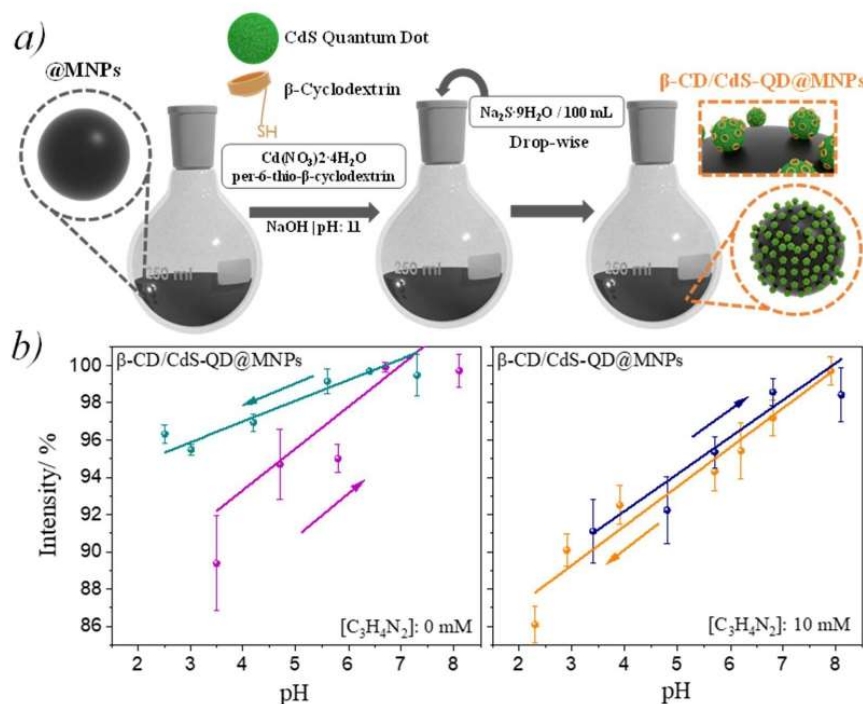 a)
@MNPs
CdS Quantum Dot
β-Cyclodextrin
SH
Cd(NO₃)2·4H₂O
per-6-thio-β-cyclodextrin
NaOH | pH: 11
Na₂S·9H₂O / 100 mL
Drop-wise
β-CD/CdS-QD@MNPs
250 ml
250 ml
250 ml
b)
β-CD/CdS-QD@MNPs
Intensity/ %
100
98
96
94
92
90
88
86
[C₃H₄N₂]: 0 mM
2 3 4 5 6 7 8
pH
β-CD/CdS-QD@MNPs
[C₃H₄N₂]: 10 mM
2 3 4 5 6 7 8
pH